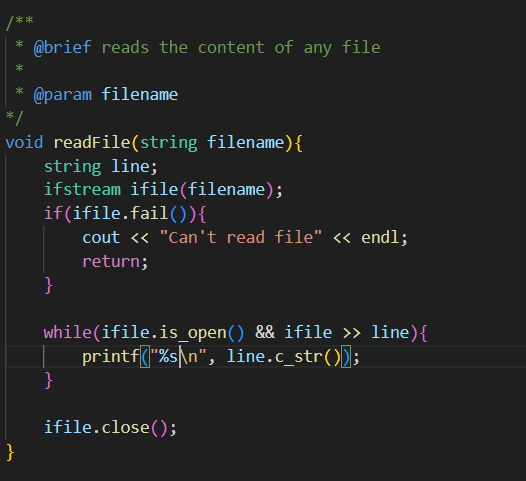 /**
 * @brief reads the content of any file
 *
 * @param filename
*/
void readFile(string filename){
    string line;
    ifstream ifile(filename);
    if(ifile.fail()){
        cout << "Can't read file" << endl;
        return;
    }

    while(ifile.is_open() && ifile >> line){
        printf("%s\n", line.c_str());
    }

    ifile.close();
}